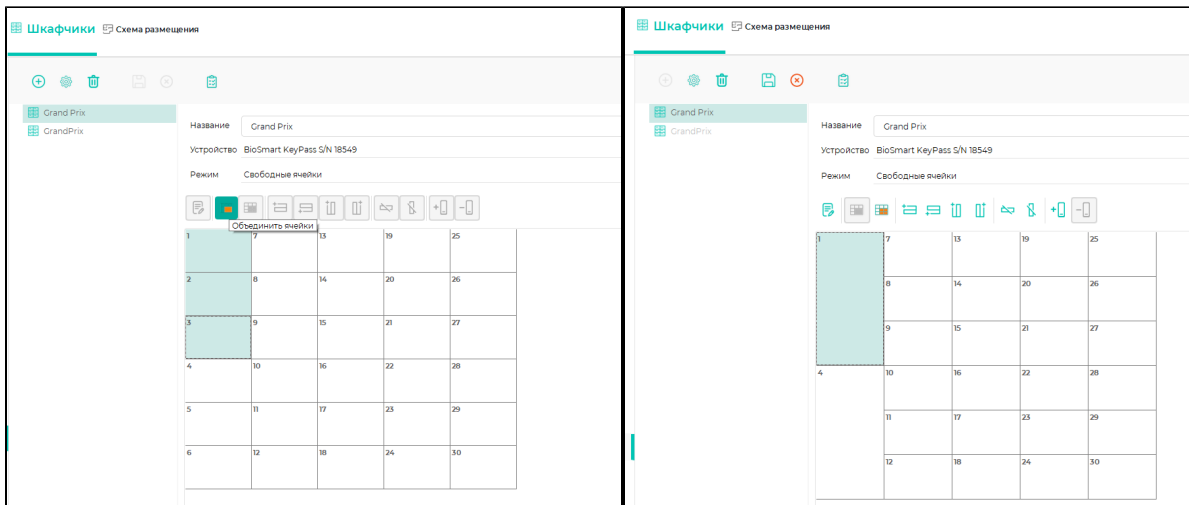 Шкафчики Схема размещения
Grand Prix
GrandPrix
Название Grand Prix
Устройство BioSmart KeyPass S/N 18549
Режим Свободные ячейки
Объединить ячейки
1 7 13 19 25
2 8 14 20 26
3 9 15 21 27
4 10 16 22 28
5 11 17 23 29
6 12 18 24 30
Шкафчики Схема размещения
Grand Prix
GrandPrix
Название Grand Prix
Устройство BioSmart KeyPass S/N 18549
Режим Свободные ячейки
1 7 13 19 25
8 14 20 26
9 15 21 27
4 10 16 22 28
11 17 23 29
12 18 24 30